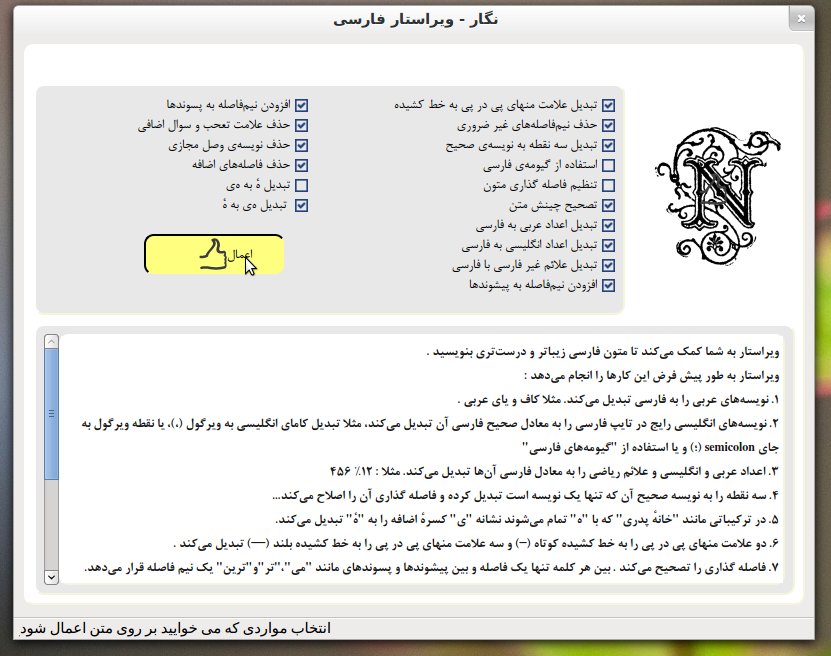 نگار - ویراستار فارسی
تبدیل علامت منهای پی در پی به خط کشیده
حذف نیم‌فاصله‌های غیر ضروری
تبدیل سه نقطه به نویسه‌ی صحیح
استفاده از گیومه‌ی فارسی
تنظیم فاصله گذاری متون
تصحیح چینش متن
تبدیل اعداد عربی به فارسی
تبدیل اعداد انگلیسی به فارسی
تبدیل علائم غیر فارسی با فارسی
افزودن نیم‌فاصله به پیشوندها
افزودن نیم‌فاصله به پسوندها
حذف علامت تعجب و سوال اضافی
حذف نویسه‌ی وصل مجازی
حذف فاصله‌های اضافه
تبدیل هٔ به ه‌ی
تبدیل ه‌ی به هٔ
اعمال
N
ویراستار به شما کمک می‌کند تا متون فارسی زیباتر و درست‌تری بنویسید .
ویراستار به طور پیش فرض این کارها را انجام می‌دهد :
۱. نویسه‌های عربی را به فارسی تبدیل می‌کند. مثلا کاف و یای عربی .
۲. نویسه‌های انگلیسی رایج در تایپ فارسی را به معادل صحیح فارسی آن تبدیل می‌کند، مثلا تبدیل کامای انگلیسی به ویرگول (،)، یا نقطه ویرگول به
جای semicolon (؛) و یا استفاده از "گیومه‌های فارسی"
۳. اعداد عربی و انگلیسی و علائم ریاضی را به معادل فارسی آن‌ها تبدیل می‌کند. مثلا : ۱۲٪ ۴۵۶
۴. سه نقطه را به نویسه صحیح آن که تنها یک نویسه است تبدیل کرده و فاصله گذاری آن را اصلاح می‌کند…
۵. در ترکیباتی مانند "خانهٔ پدری" که با "ه" تمام می‌شوند نشانه "ی" کسرهٔ اضافه را به "هٔ" تبدیل می‌کند.
۶. دو علامت منهای پی در پی را به خط کشیده کوتاه (–) و سه علامت منهای پی در پی را به خط کشیده بلند (—) تبدیل می‌کند .
۷. فاصله گذاری را تصحیح می‌کند . بین هر کلمه تنها یک فاصله و بین پیشوندها و پسوندهای مانند "می"،"تر"و"ترین" یک نیم فاصله قرار می‌دهد.
انتخاب مواردی که می خوایید بر روی متن اعمال شود.